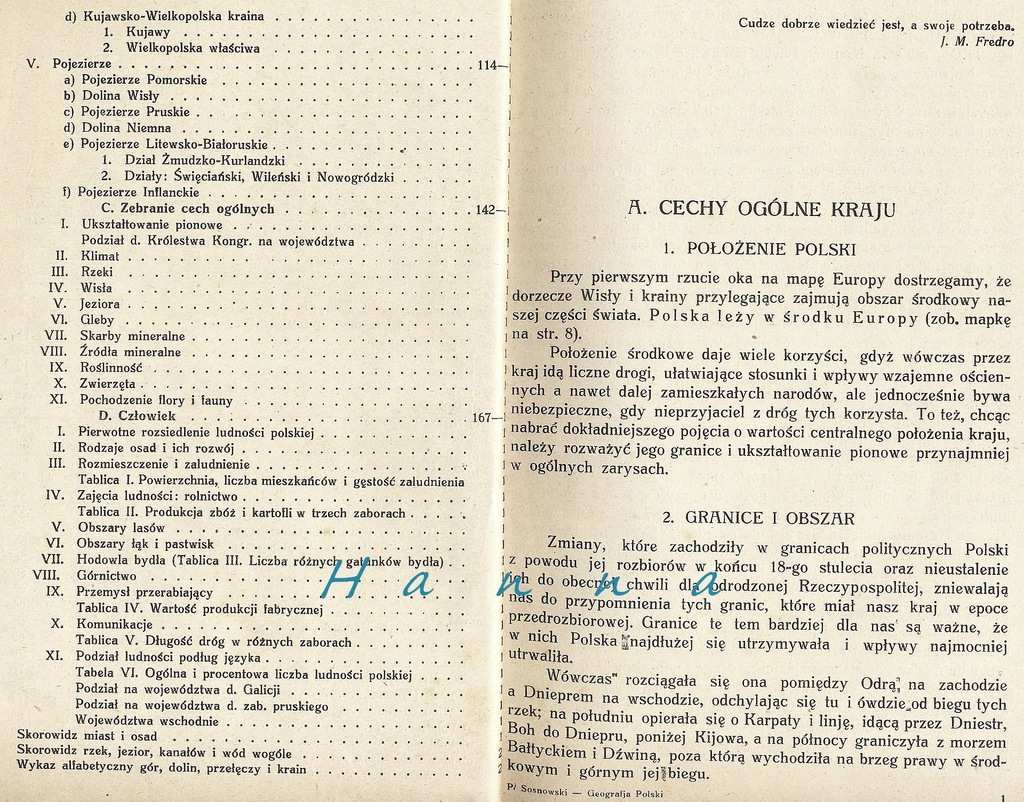 d) Kujawsko-Wielkopolska kraina
1. Kujawy
2. Wielkopolska właściwa
V. Pojezierze 114—
a) Pojezierze Pomorskie
b) Dolina Wisły
c) Pojezierze Pruskie
d) Dolina Niemna
e) Pojezierze Litewsko-Białoruskie
1. Dział Żmudzko-Kurlandzki
2. Działy: Święciański, Wileński i Nowogródzki
f) Pojezierze Inflanckie
C. Zebranie cech ogólnych 142—
I. Ukształtowanie pionowe
Podział d. Królestwa Kongr. na województwa
II. Klimat
III. Rzeki
IV. Wisła
V. Jeziora
VI. Gleby
VII. Skarby mineralne
VIII. Źródła mineralne
IX. Roślinność
X. Zwierzęta
XI. Pochodzenie flory i fauny
D. Człowiek 167—
I. Pierwotne rozsiedlenie ludności polskiej
II. Rodzaje osad i ich rozwój
III. Rozmieszczenie i zaludnienie
Tablica I. Powierzchnia, liczba mieszkańców i gęstość zaludnienia
IV. Zajęcia ludności: rolnictwo
Tablica II. Produkcja zbóż i kartofli w trzech zaborach
V. Obszary lasów
VI. Obszary łąk i pastwisk
VII. Hodowla bydła (Tablica III. Liczba różnych gatunków bydła)
VIII. Górnictwo
IX. Przemysł przerabiający
Tablica IV. Wartość produkcji fabrycznej
X. Komunikacje
Tablica V. Długość dróg w różnych zaborach
XI. Podział ludności podług języka
Tabela VI. Ogólna i procentowa liczba ludności polskiej
Podział na województwa d. Galicji
Podział na województwa d. zab. pruskiego
Województwa wschodnie
Skorowidz miast i osad
Skorowidz rzek, jezior, kanałów i wód wogóle
Wykaz alfabetyczny gór, dolin, przełęczy i krain
Cudze dobrze wiedzieć jest, a swoje potrzeba.
J. M. Fredro
A. CECHY OGÓLNE KRAJU
1. POŁOŻENIE POLSKI
Przy pierwszym rzucie oka na mapę Europy dostrzegamy, że
dorzecze Wisły i krainy przylegające zajmują obszar środkowy na-
szej części świata. Polska leży w środku Europy (zob. mapkę
na str. 8).
Położenie środkowe daje wiele korzyści, gdyż wówczas przez
kraj idą liczne drogi, ułatwiające stosunki i wpływy wzajemne ościen-
nych a nawet dalej zamieszkałych narodów, ale jednocześnie bywa
niebezpieczne, gdy nieprzyjaciel z dróg tych korzysta. To też, chcąc
nabrać dokładniejszego pojęcia o wartości centralnego położenia kraju,
należy rozważyć jego granice i ukształtowanie pionowe przynajmniej
w ogólnych zarysach.
2. GRANICE I OBSZAR
Zmiany, które zachodziły w granicach politycznych Polski
z powodu jej rozbiorów w końcu 18-go stulecia oraz nieustalenie
ich do obecnej chwili dla odrodzonej Rzeczypospolitej, zniewalają
nas do przypomnienia tych granic, które miał nasz kraj w epoce
przedrozbiorowej. Granice te tem bardziej dla nas są ważne, że
w nich Polska najdłużej się utrzymywała i wpływy najmocniej
utrwaliła.
Wówczas rozciągała się ona pomiędzy Odrą na zachodzie
a Dnieprem na wschodzie, odchylając się tu i ówdzie od biegu tych
rzek; na południu opierała się o Karpaty i linję, idącą przez Dniestr,
Boh do Dniepru, poniżej Kijowa, a na północy graniczyła z morzem
Bałtyckiem i Dźwiną, poza którą wychodziła na brzeg prawy w środ-
kowym i górnym jej biegu.
P. Sosnowski — Geografja Polski 1
Hanna